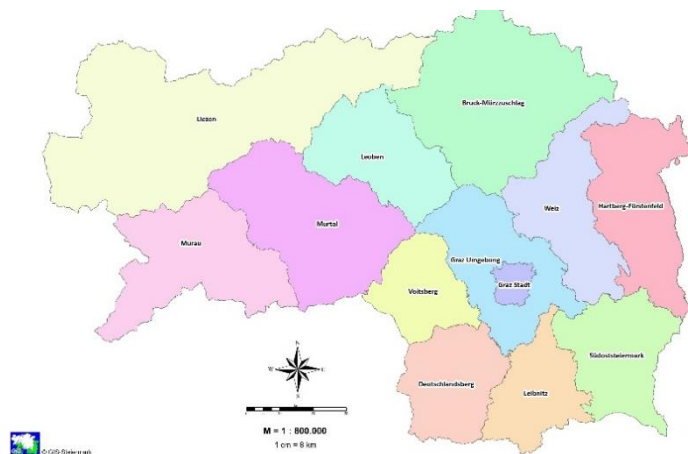 Liezen
Bruck-Mürzzuschlag
Leoben
Weiz
Hartberg-Fürstenfeld
Murtal
Murau
Graz Umgebung
Voitsberg
Graz Stadt
Südoststeiermark
Deutschlandsberg
Leibnitz
N
W
S
M = 1 : 800.000
1 cm = 8 km
© GIS-Steiermark